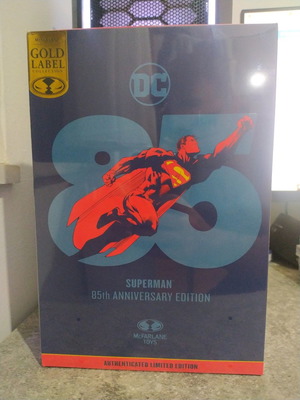 GOLD
LABEL
COLLECTION
DC
85
S
SUPERMAN
85th ANNIVERSARY EDITION
McFARLANE
TOYS
AUTHENTICATED LIMITED EDITION